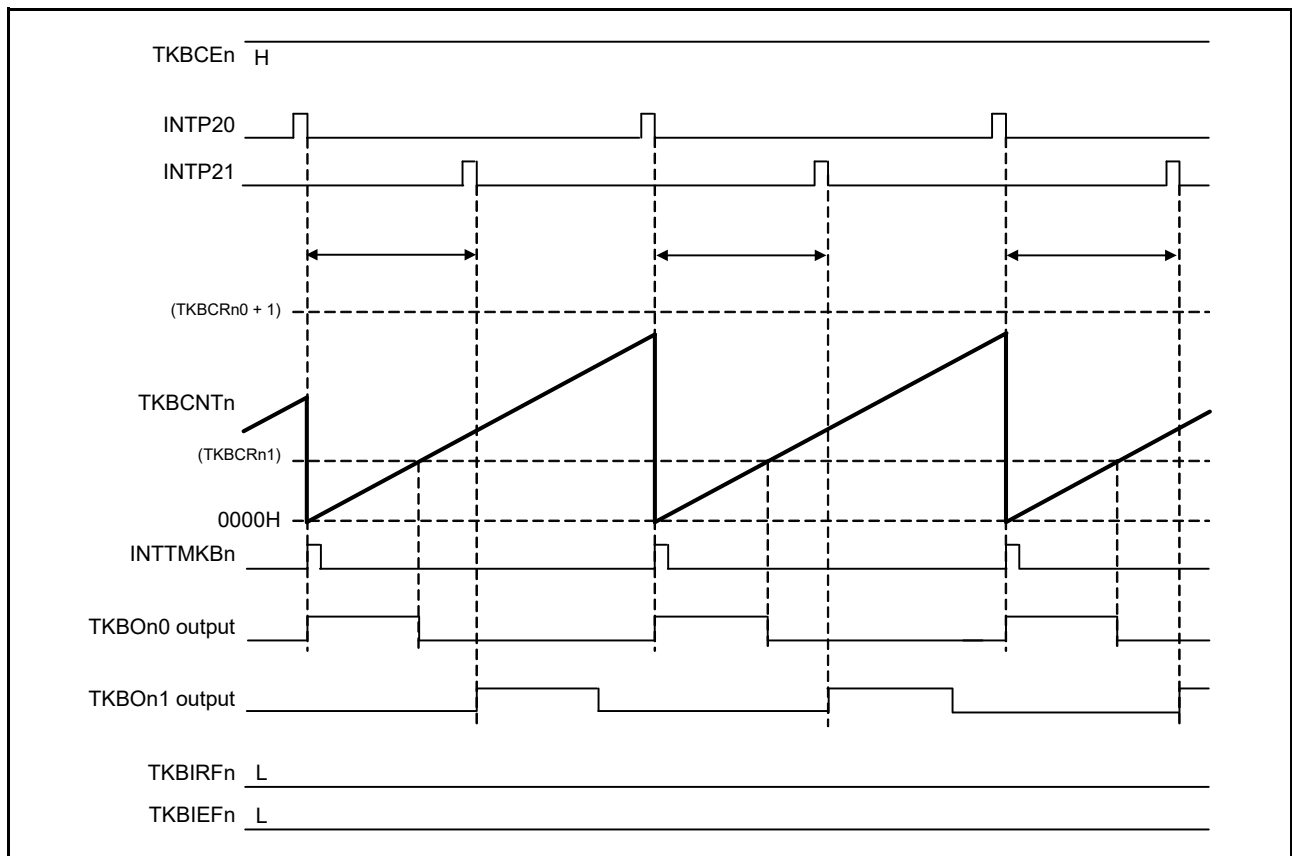 TKBCEn H
INTP20
INTP21
(TKBCRn0 + 1)
TKBCNTn
(TKBCRn1)
0000H
INTTMKBn
TKBOn0 output
TKBOn1 output
TKBIRFn L
TKBIEFn L